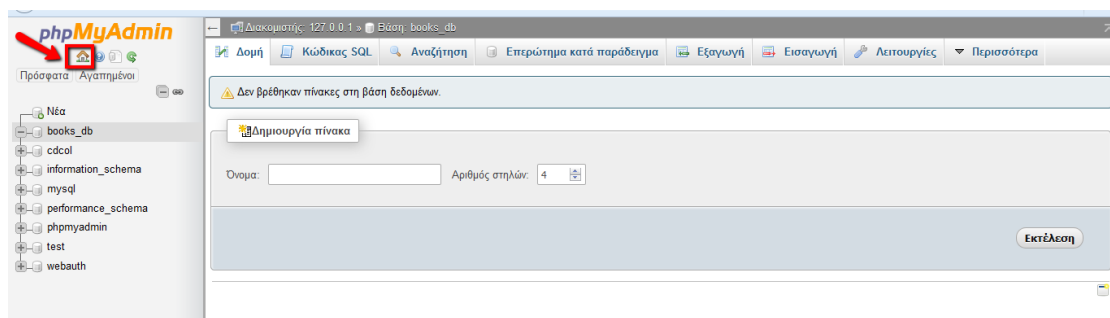 phpMyAdmin
Πρόσφατα Αγαπημένοι
Νέα
books_db
cdcol
information_schema
mysql
performance_schema
phpmyadmin
test
webauth
Διακομιστής: 127.0.0.1 » Βάση: books_db
Δομή Κώδικας SQL Αναζήτηση Επερώτημα κατά παράδειγμα Εξαγωγή Εισαγωγή Λειτουργίες Περισσότερα
Δεν βρέθηκαν πίνακες στη βάση δεδομένων.
Δημιουργία πίνακα
Όνομα: Αριθμός στηλών: 4
Εκτέλεση